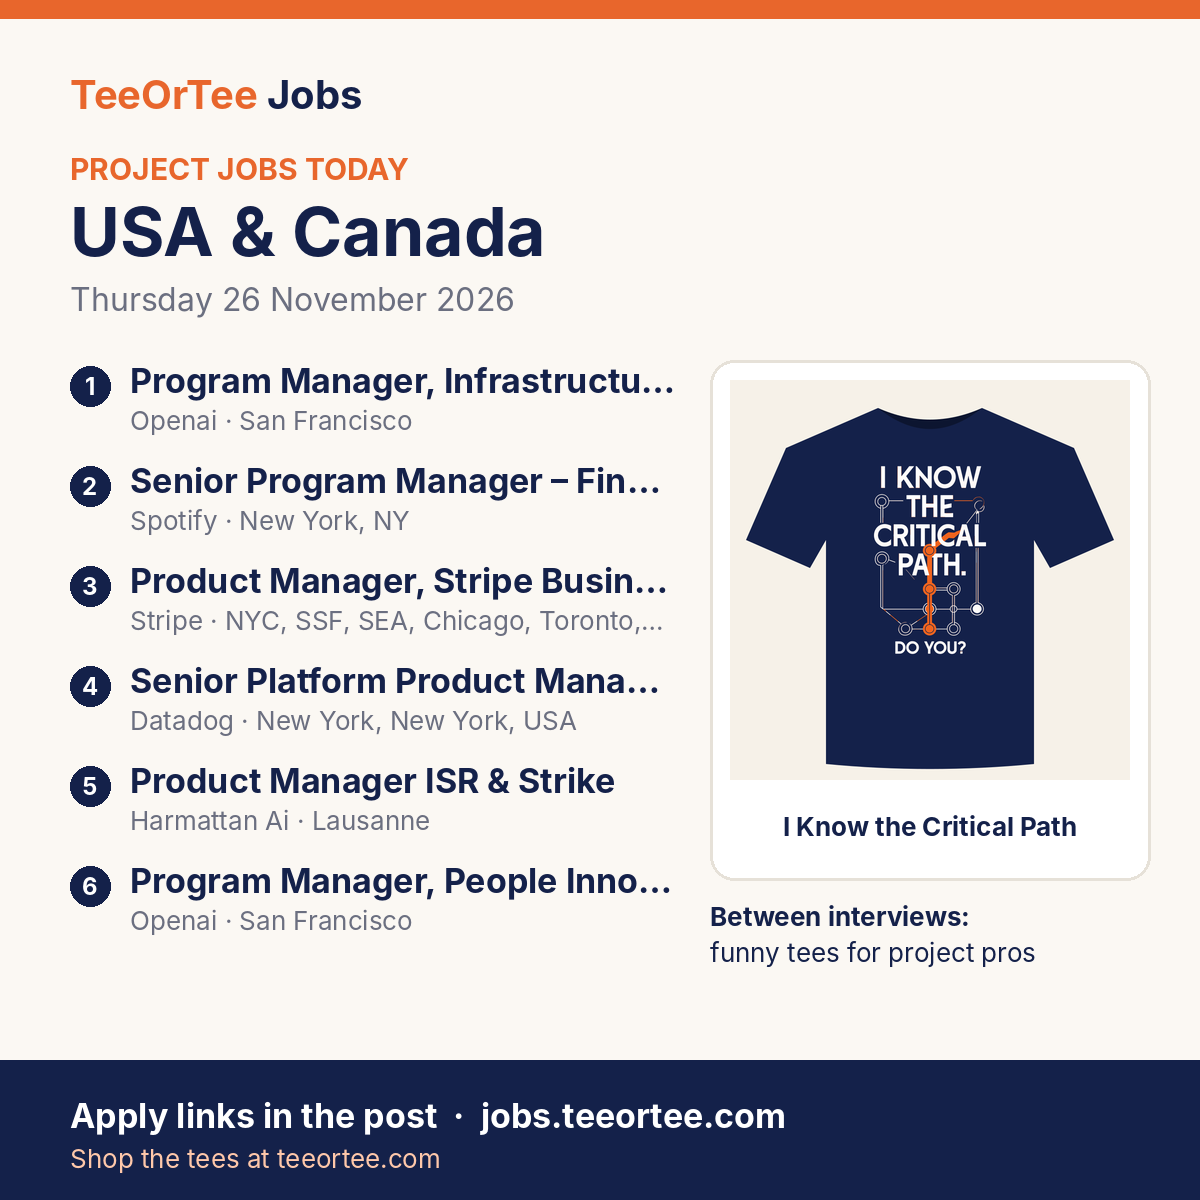 TeeOrTee Jobs
PROJECT JOBS TODAY
USA & Canada
Thursday 26 November 2026
1 Program Manager, Infrastructu...
Openai · San Francisco
2 Senior Program Manager – Fin...
Spotify · New York, NY
3 Product Manager, Stripe Busin...
Stripe · NYC, SSF, SEA, Chicago, Toronto,...
4 Senior Platform Product Mana...
Datadog · New York, New York, USA
5 Product Manager ISR & Strike
Harmattan Ai · Lausanne
6 Program Manager, People Inno...
Openai · San Francisco
I KNOW
THE
CRITICAL
PATH.
DO YOU?
I Know the Critical Path
Between interviews:
funny tees for project pros
Apply links in the post · jobs.teeortee.com
Shop the tees at teeortee.com